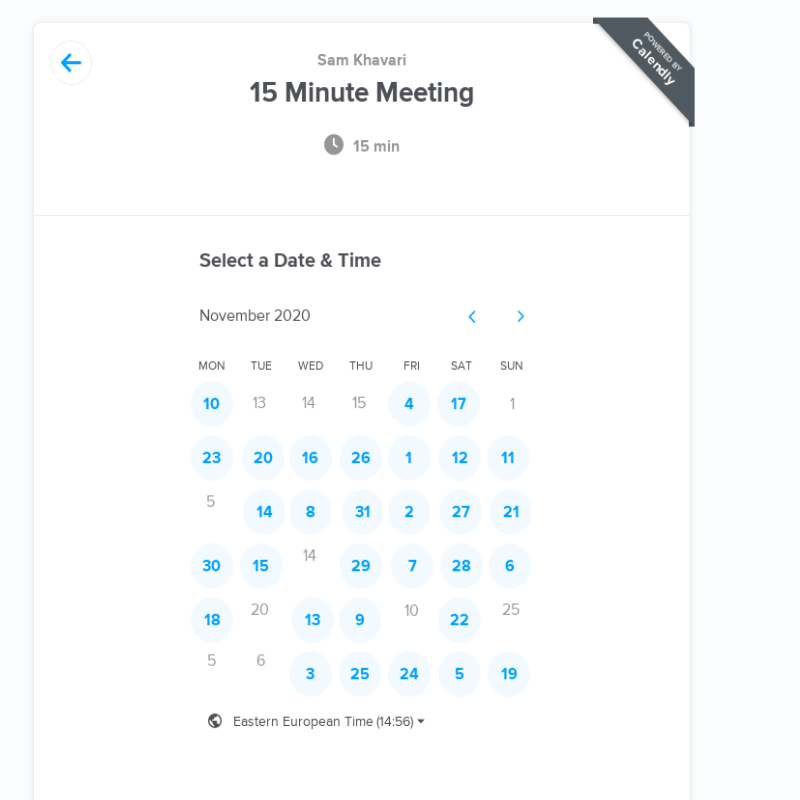 POWERED BY
Calendly
Sam Khavari
15 Minute Meeting
15 min
Select a Date & Time
November 2020
MON TUE WED THU FRI SAT SUN
10 13 14 15 4 17 1
23 20 16 26 1 12 11
5 14 8 31 2 27 21
30 15 14 29 7 28 6
18 20 13 9 10 22 25
5 6 3 25 24 5 19
Eastern European Time (14:56)